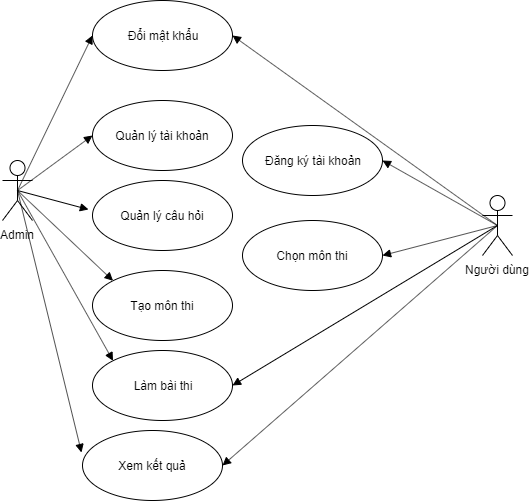 Đổi mật khẩu
Quản lý tài khoản
Đăng ký tài khoản
Quản lý câu hỏi
Admin
Chọn môn thi
Người dùng
Tạo môn thi
Làm bài thi
Xem kết quả